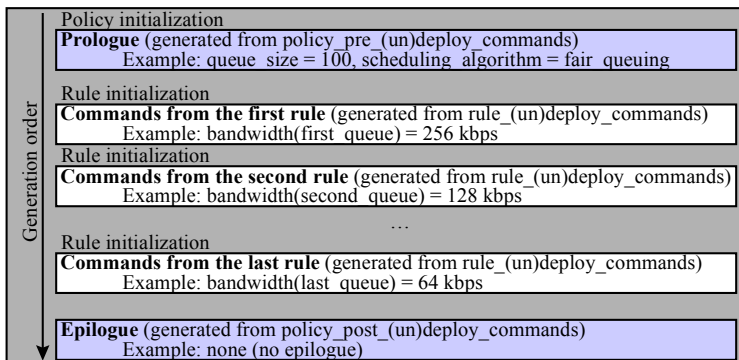 Generation order
Policy initialization
Prologue (generated from policy_pre_(un)deploy_commands)
Example: queue_size = 100, scheduling_algorithm = fair_queuing
Rule initialization
Commands from the first rule (generated from rule_(un)deploy_commands)
Example: bandwidth(first_queue) = 256 kbps
Rule initialization
Commands from the second rule (generated from rule_(un)deploy_commands)
Example: bandwidth(second_queue) = 128 kbps
…
Rule initialization
Commands from the last rule (generated from rule_(un)deploy_commands)
Example: bandwidth(last_queue) = 64 kbps
Epilogue (generated from policy_post_(un)deploy_commands)
Example: none (no epilogue)